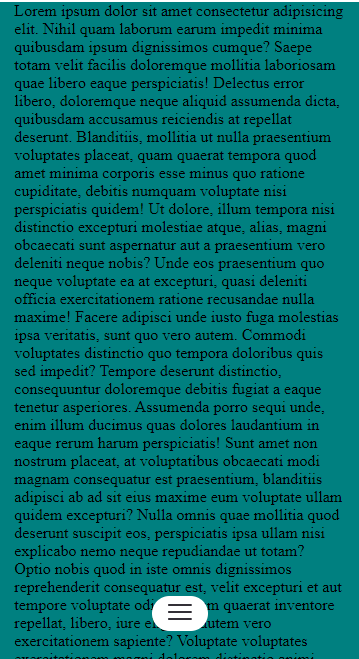 Lorem ipsum dolor sit amet consectetur adipisicing
elit. Nihil quam laborum earum impedit minima
quibusdam ipsum dignissimos cumque? Saepe
totam velit facilis doloremque mollitia laboriosam
quae libero eaque perspiciatis! Delectus error
libero, doloremque neque aliquid assumenda dicta,
quibusdam accusamus reiciendis at repellat
deserunt. Blanditiis, mollitia ut nulla praesentium
voluptates placeat, quam quaerat tempora quod
amet minima corporis esse minus quo ratione
cupiditate, debitis numquam voluptate nisi
perspiciatis quidem! Ut dolore, illum tempora nisi
distinctio excepturi molestiae atque, alias, magni
obcaecati sunt aspernatur aut a praesentium vero
deleniti neque nobis? Unde eos praesentium quo
neque voluptate ea at excepturi, quasi deleniti
officia exercitationem ratione recusandae nulla
maxime! Facere adipisci unde iusto fuga molestias
ipsa veritatis, sunt quo vero autem. Commodi
voluptates distinctio quo tempora doloribus quis
sed impedit? Tempore deserunt distinctio,
consequuntur doloremque debitis fugiat a eaque
tenetur asperiores. Assumenda porro sequi unde,
enim illum ducimus quas dolores laudantium in
eaque rerum harum perspiciatis! Sunt amet non
nostrum placeat, at voluptatibus obcaecati modi
magnam consequatur est praesentium, blanditiis
adipisci ab ad sit eius maxime eum voluptate ullam
quidem excepturi? Nulla omnis quae mollitia quod
deserunt suscipit eos, perspiciatis ipsa ullam nisi
explicabo nemo neque repudiandae ut totam?
Optio nobis quod in iste omnis dignissimos
reprehenderit consequatur est, velit excepturi et aut
tempore voluptate quaerat inventore
repellat, libero, iure autem vero
exercitationem sapiente? Voluptate voluptates
exercitationem magni dolorem distinctio animi